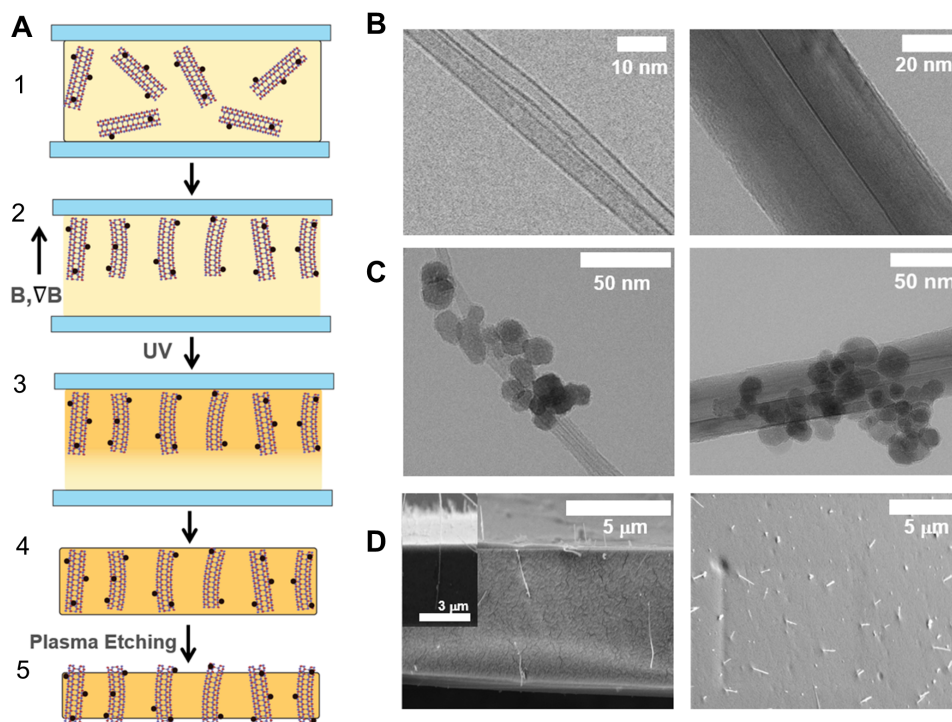 A
1
2
B,∇B
UV
3
4
Plasma Etching
5
B
10 nm
20 nm
C
50 nm
50 nm
D
5 μm
3 μm
5 μm